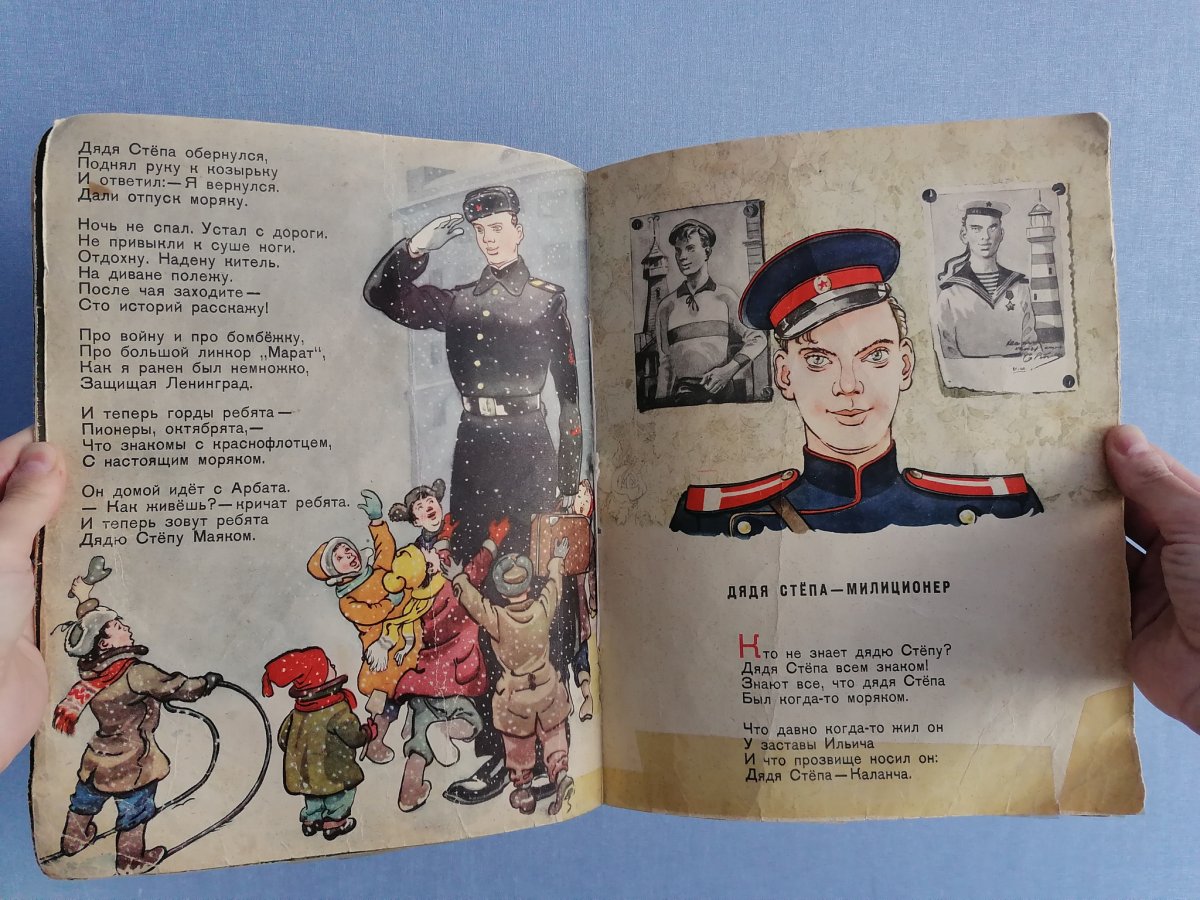 Дядя Стёпа обернулся,
Поднял руку к козырьку
И ответил:—Я вернулся.
Дали отпуск моряку.
Ночь не спал. Устал с дороги.
Не привыкли к суше ноги.
Отдохну. Надену китель.
На диване полежу.
После чая заходите—
Сто историй расскажу!
Про войну и про бомбёжку,
Про большой линкор „Марат“,
Как я ранен был немножко,
Защищая Ленинград.
И теперь горды ребята—
Пионеры, октябрята,—
Что знакомы с краснофлотцем,
С настоящим моряком.
Он домой идёт с Арбата.
— Как живёшь?—кричат ребята.
И теперь зовут ребята
Дядю Стёпу Маяком.
ДЯДЯ СТЁПА—МИЛИЦИОНЕР
Кто не знает дядю Стёпу?
Дядя Стёпа всем знаком!
Знают все, что дядя Стёпа
Был когда-то моряком.
Что давно когда-то жил он
У заставы Ильича
И что прозвище носил он:
Дядя Стёпа—Каланча.